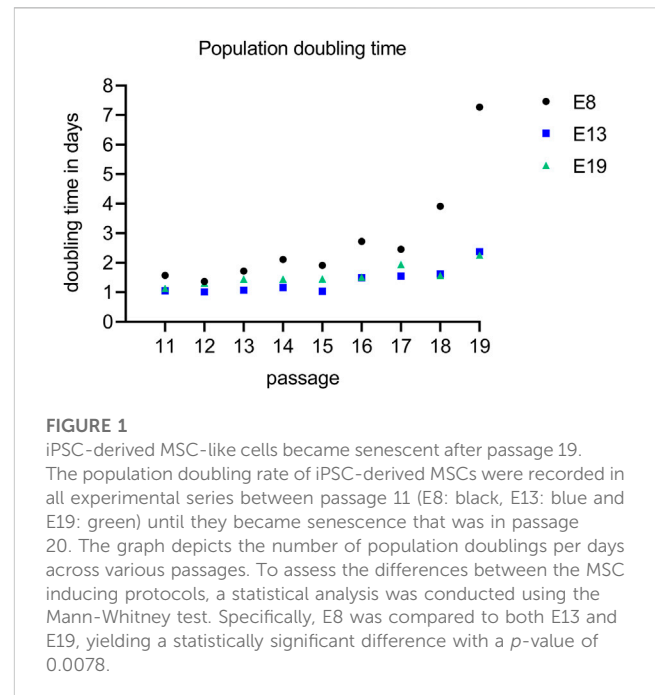 Population doubling time
8
7
6
5
4
3
2
1
0
doubling time in days
11 12 13 14 15 16 17 18 19
passage
E8
E13
E19
FIGURE 1
iPSC-derived MSC-like cells became senescent after passage 19.
The population doubling rate of iPSC-derived MSCs were recorded in
all experimental series between passage 11 (E8: black, E13: blue and
E19: green) until they became senescence that was in passage
20. The graph depicts the number of population doublings per days
across various passages. To assess the differences between the MSC
inducing protocols, a statistical analysis was conducted using the
Mann-Whitney test. Specifically, E8 was compared to both E13 and
E19, yielding a statistically significant difference with a p-value of
0.0078.